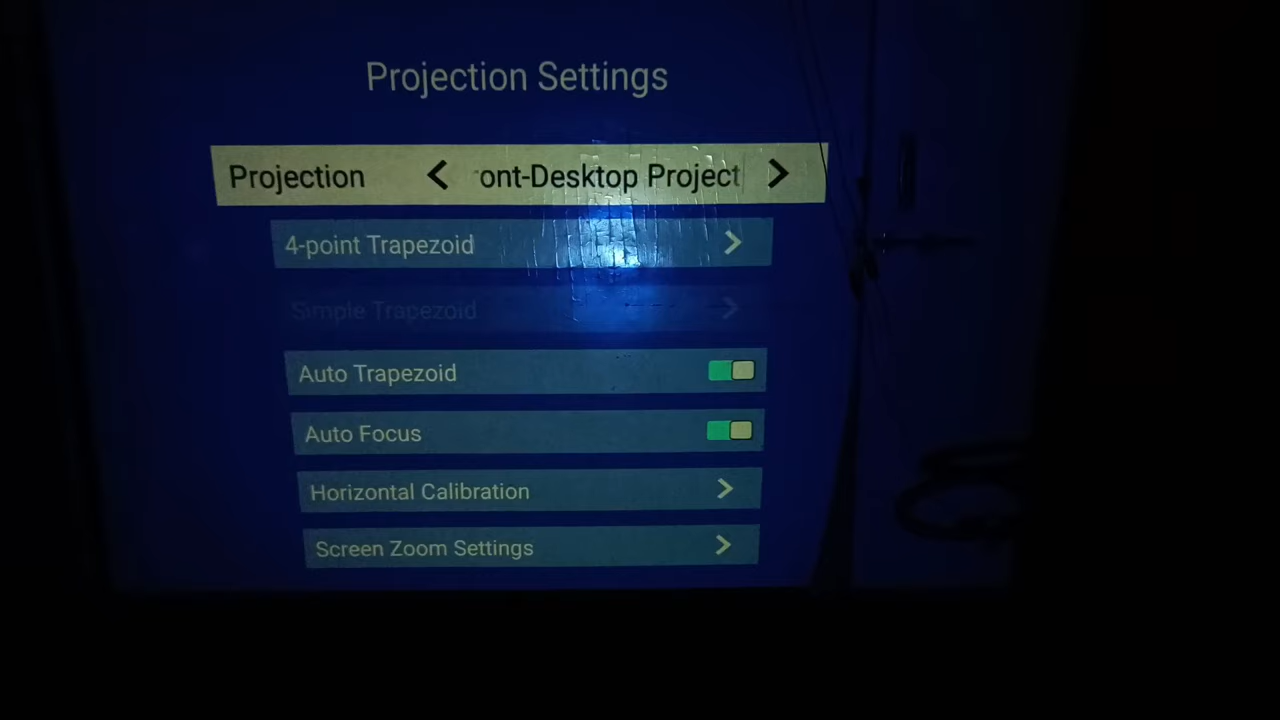 Projection Settings
Projection < ont-Desktop Project >
4-point Trapezoid >
Simple Trapezoid >
Auto Trapezoid
Auto Focus
Horizontal Calibration >
Screen Zoom Settings >